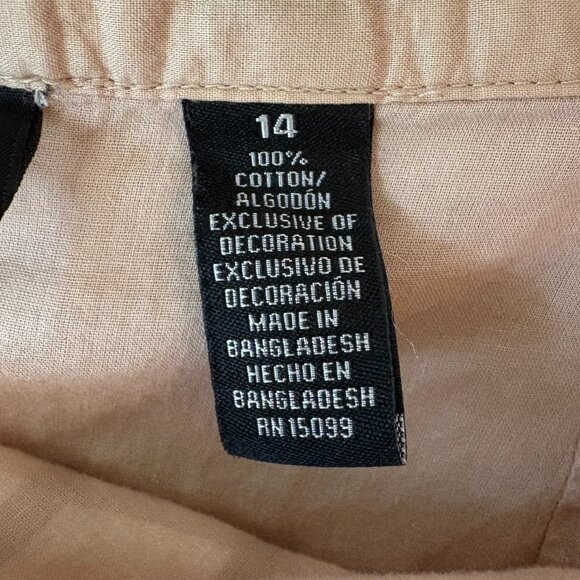 14
100%
COTTON/
ALGODÓN
EXCLUSIVE OF
DECORATION
EXCLUSIVO DE
DECORACIÓN
MADE IN
BANGLADESH
HECHO EN
BANGLADESH
RN 15099